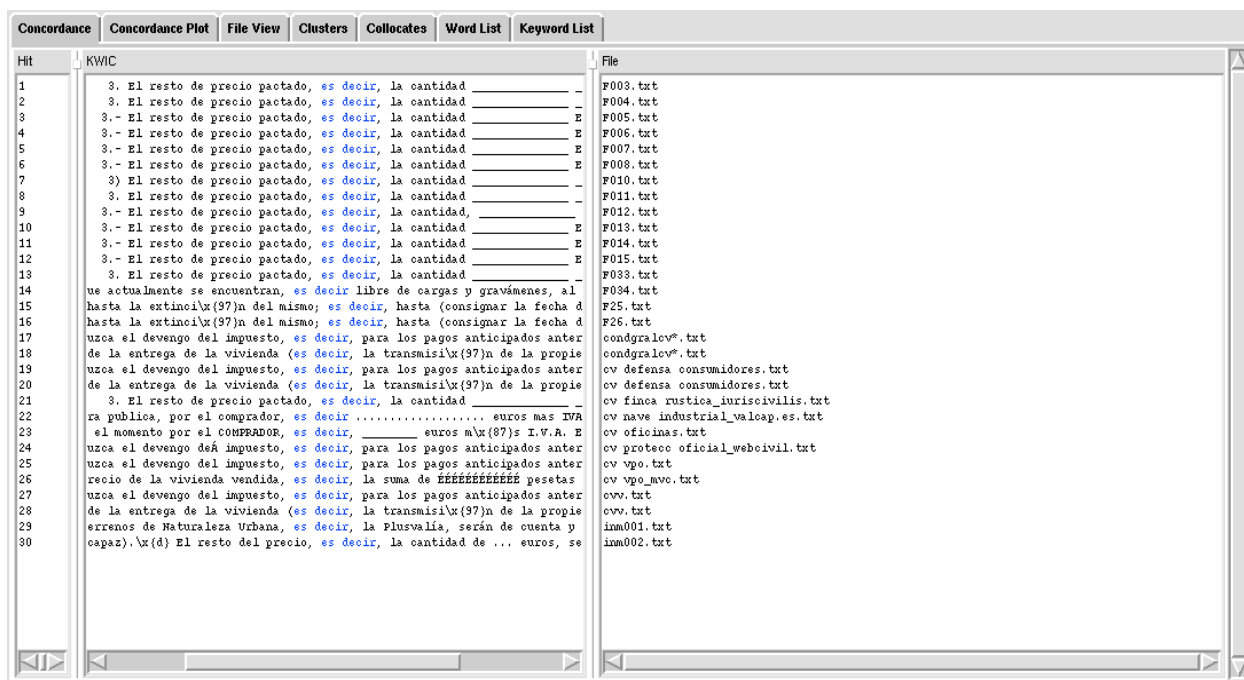 Concordance Concordance Plot File View Clusters Collocates Word List Keyword List
Hit KWIC File
1 3. El resto de precio pactado, es decir, la cantidad _____________ _ F003.txt
2 3. El resto de precio pactado, es decir, la cantidad _____________ _ F004.txt
3 3.- El resto de precio pactado, es decir, la cantidad _____________ E F005.txt
4 3.- El resto de precio pactado, es decir, la cantidad _____________ E F006.txt
5 3.- El resto de precio pactado, es decir, la cantidad _____________ E F007.txt
6 3.- El resto de precio pactado, es decir, la cantidad _____________ E F008.txt
7 3) El resto de precio pactado, es decir, la cantidad _____________ _ F010.txt
8 3. El resto de precio pactado, es decir, la cantidad _____________ _ F011.txt
9 3.- El resto de precio pactado, es decir, la cantidad, _____________ F012.txt
10 3.- El resto de precio pactado, es decir, la cantidad _____________ E F013.txt
11 3.- El resto de precio pactado, es decir, la cantidad _____________ E F014.txt
12 3.- El resto de precio pactado, es decir, la cantidad _____________ E F015.txt
13 3. El resto de precio pactado, es decir, la cantidad _____________ _ F033.txt
14 ue actualmente se encuentran, es decir libre de cargas y gravámenes, al F034.txt
15 hasta la extinci\x{97}n del mismo; es decir, hasta (consignar la fecha d F25.txt
16 hasta la extinci\x{97}n del mismo; es decir, hasta (consignar la fecha d F26.txt
17 uzca el devengo del impuesto, es decir, para los pagos anticipados anter condgralcv*.txt
18 de la entrega de la vivienda (es decir, la transmisi\x{97}n de la propie condgralcv*.txt
19 uzca el devengo del impuesto, es decir, para los pagos anticipados anter cv defensa consumidores.txt
20 de la entrega de la vivienda (es decir, la transmisi\x{97}n de la propie cv defensa consumidores.txt
21 3. El resto de precio pactado, es decir, la cantidad _____________ _ cv finca rustica_iuriscivilis.txt
22 ra publica, por el comprador, es decir ................... euros mas IVA cv nave industrial_valcap.es.txt
23 el momento por el COMPRADOR, es decir, _______ euros m\x{87}s I.V.A. E cv oficinas.txt
24 uzca el devengo deÁ impuesto, es decir, para los pagos anticipados anter cv protecc oficial_webcivil.txt
25 uzca el devengo del impuesto, es decir, para los pagos anticipados anter cv vpo.txt
26 recio de la vivienda vendida, es decir, la suma de ÉÉÉÉÉÉÉÉÉÉÉÉ pesetas cv vpo_mvc.txt
27 uzca el devengo del impuesto, es decir, para los pagos anticipados anter cvv.txt
28 de la entrega de la vivienda (es decir, la transmisi\x{97}n de la propie cvv.txt
29 errenos de Naturaleza Urbana, es decir, la Plusvalía, serán de cuenta y inm001.txt
30 capaz).\x{d} El resto del precio, es decir, la cantidad de ... euros, se inm002.txt